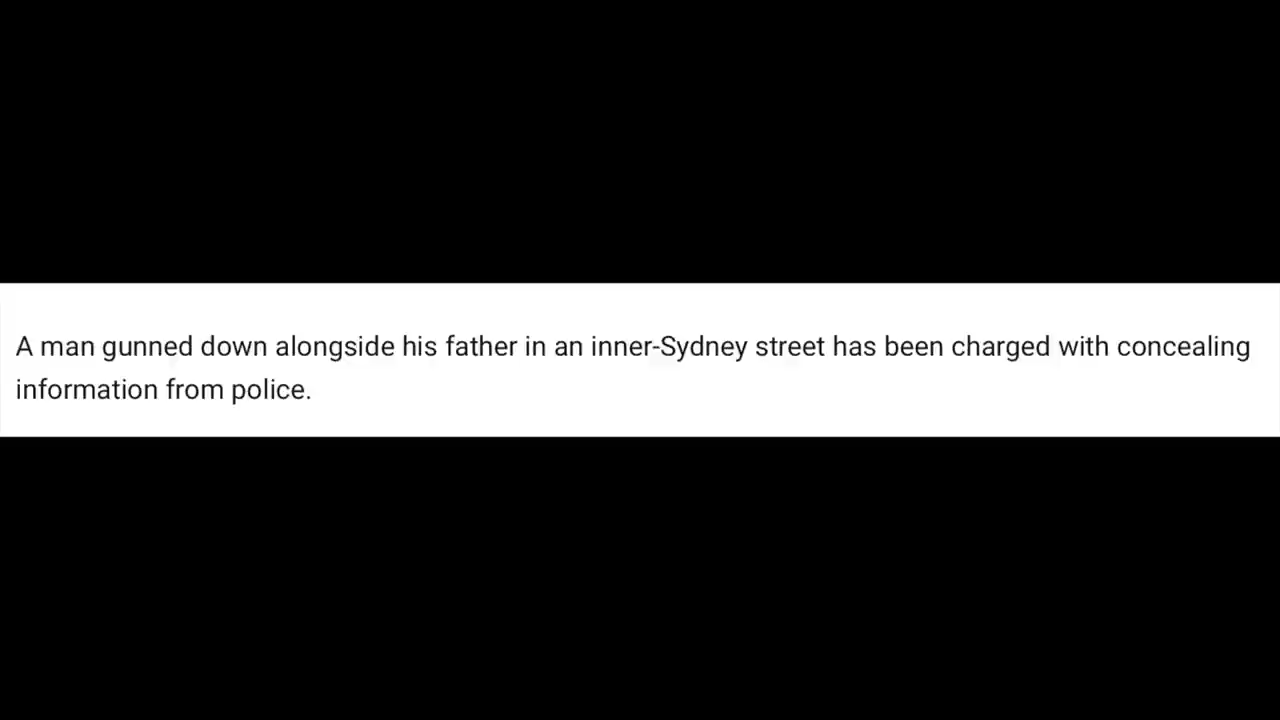 A man gunned down alongside his father in an inner-Sydney street has been charged with concealing
information from police.